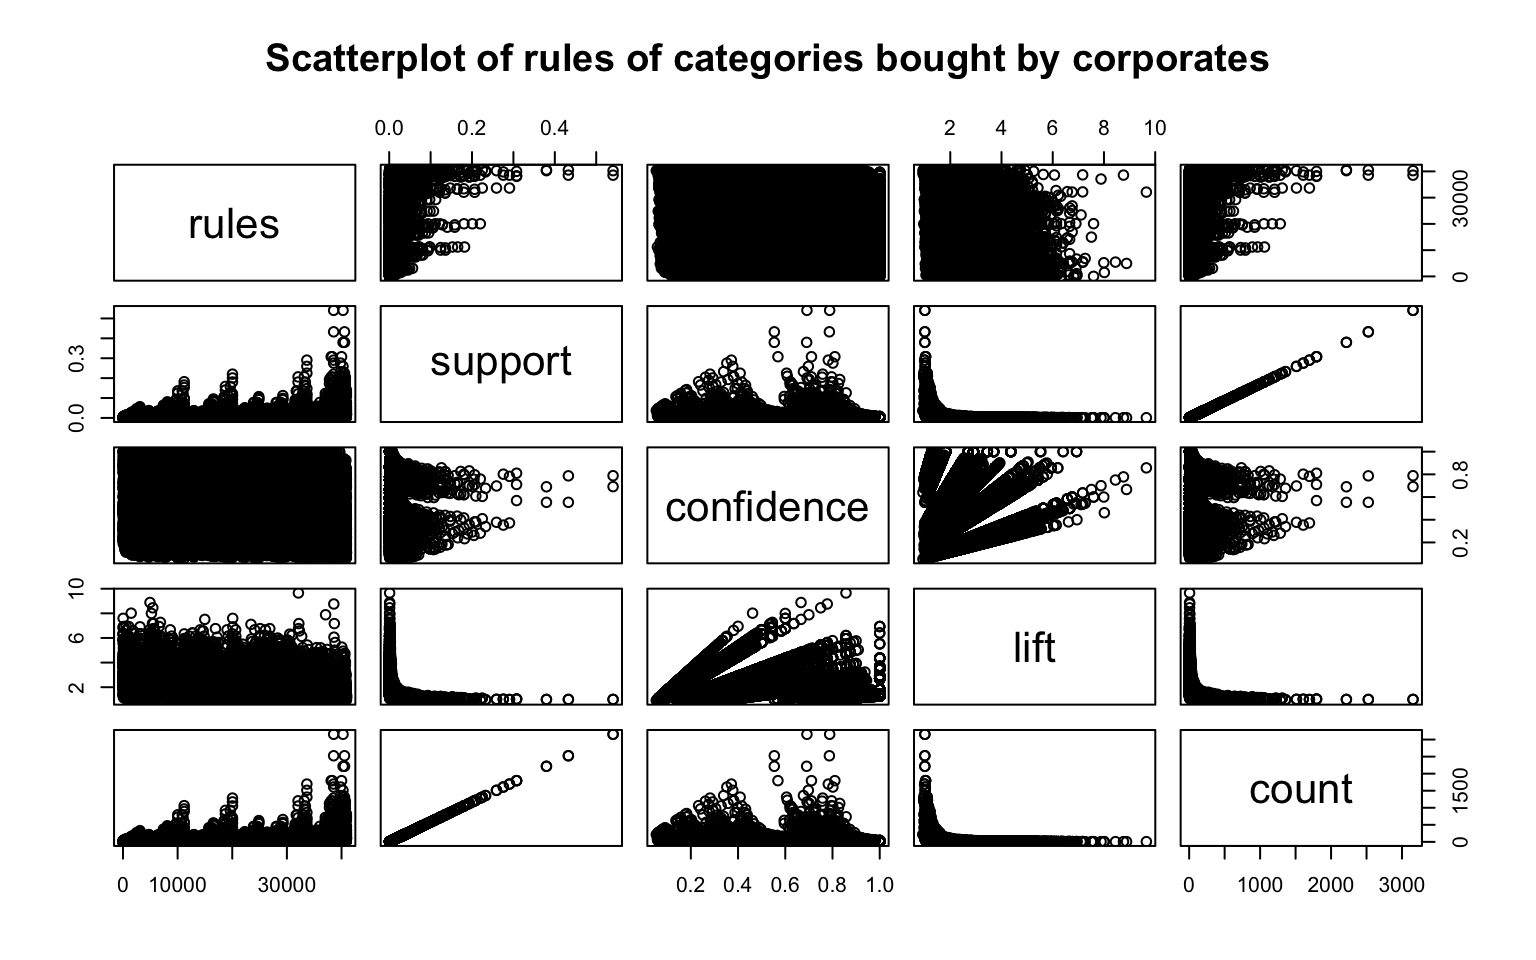 Scatterplot of rules of categories bought by corporates
0.0 0.2 0.4
2 4 6 8 10
rules
0 30000
support
0.0 0.3
confidence
0.2 0.8
lift
2 6 10
count
0 1500
0 10000 30000
0.2 0.4 0.6 0.8 1.0
0 1000 2000 3000